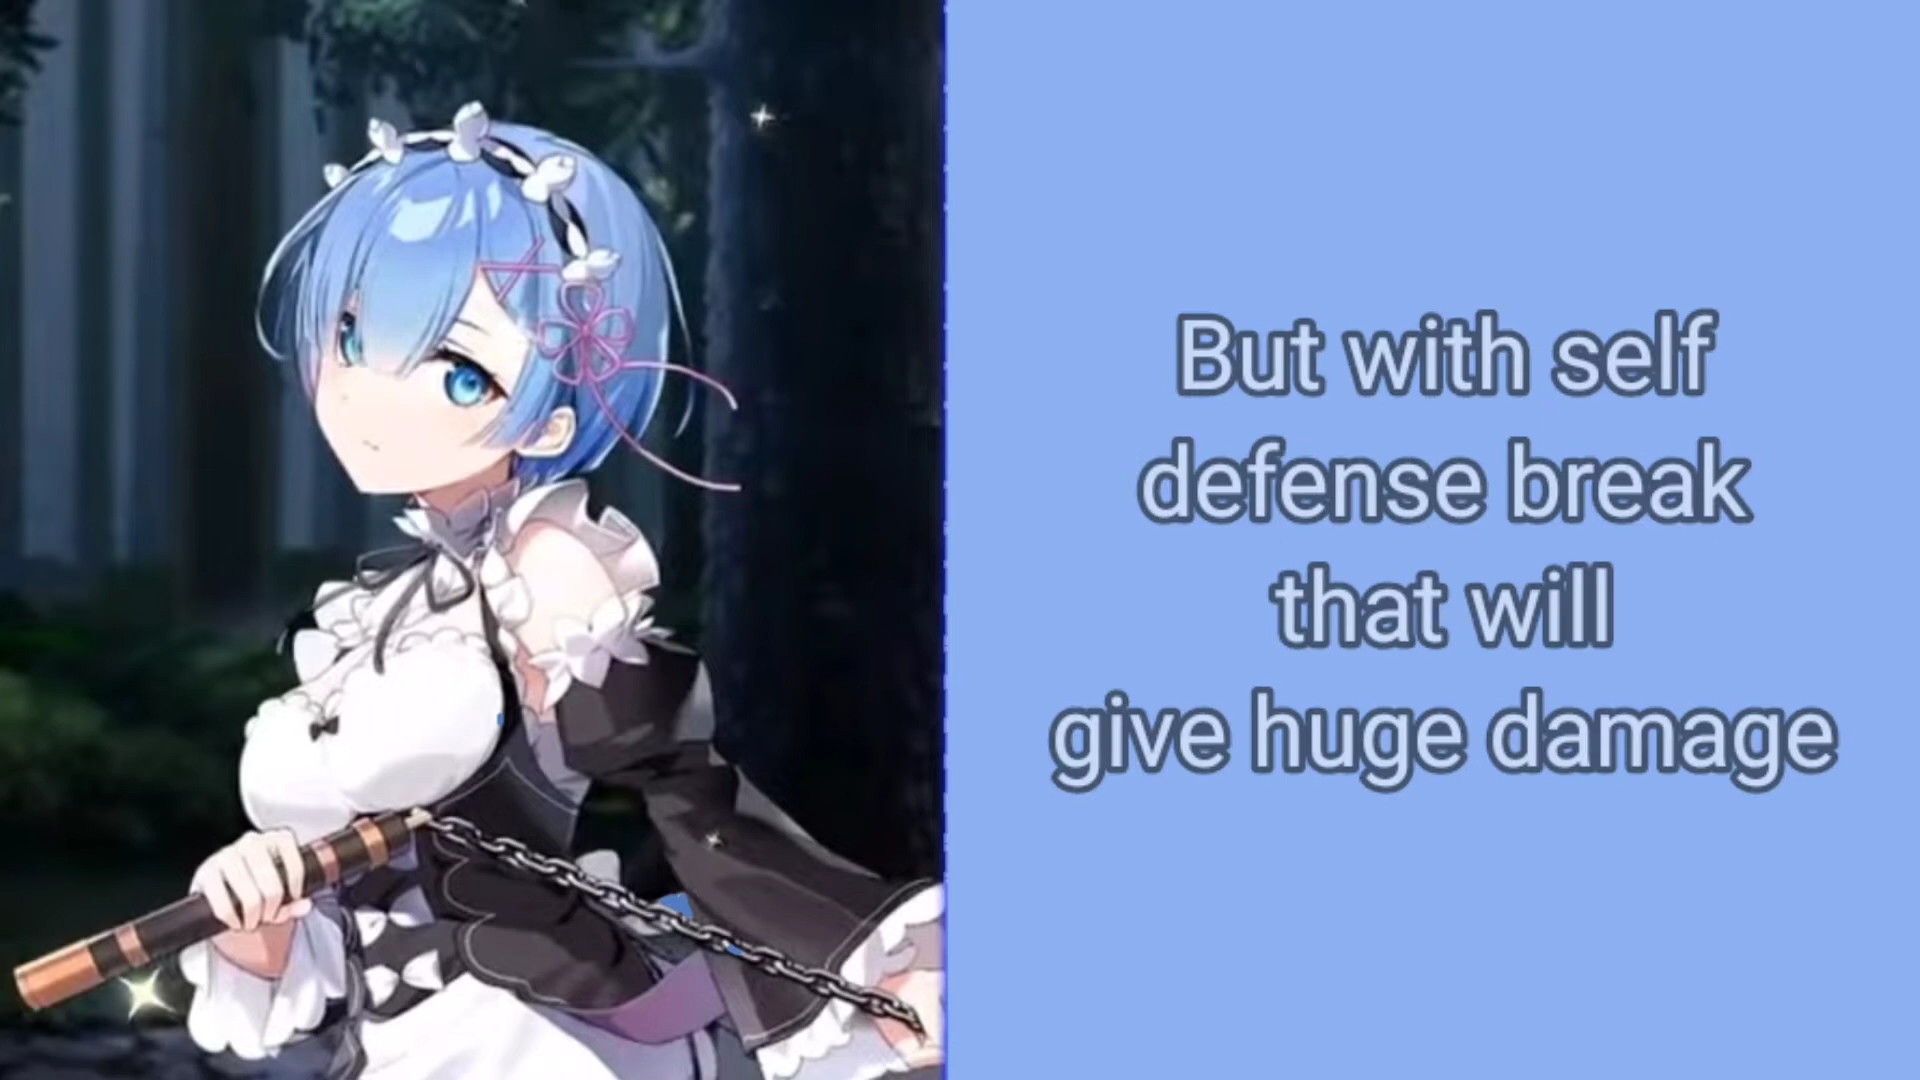 But with self
defense break
that will
give huge damage